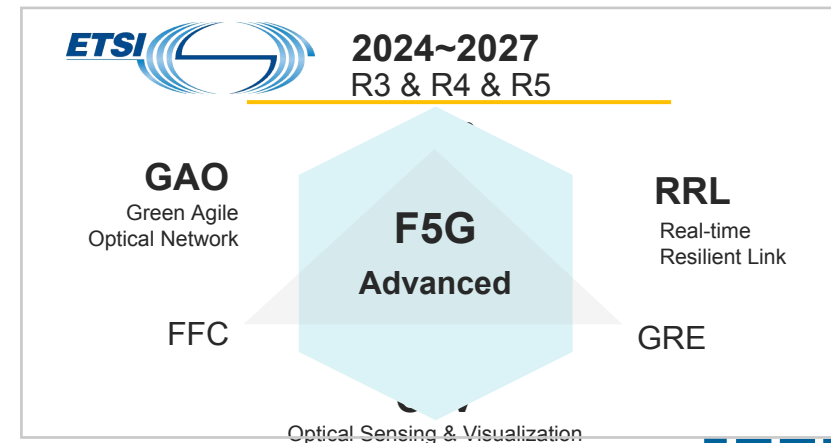 ETSI
2024~2027
R3 & R4 & R5
GAO
Green Agile
Optical Network
F5G
Advanced
RRL
Real-time
Resilient Link
FFC
GRE
Optical Sensing & Visualization